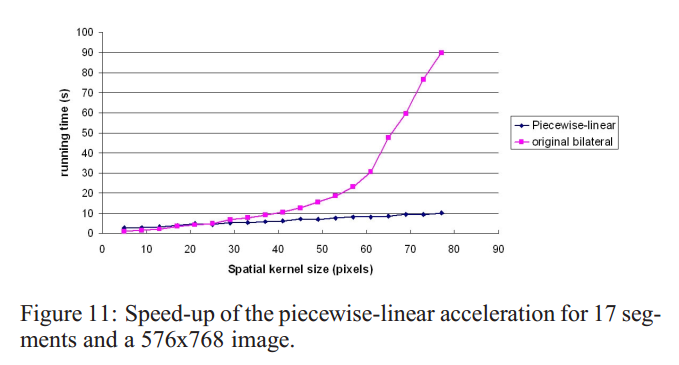 100
90
80
70
60
50
40
30
20
10
0
running time (s)
0 10 20 30 40 50 60 70 80 90
Spatial kernel size (pixels)
Piecewise-linear
original bilateral
Figure 11: Speed-up of the piecewise-linear acceleration for 17 seg-
ments and a 576x768 image.